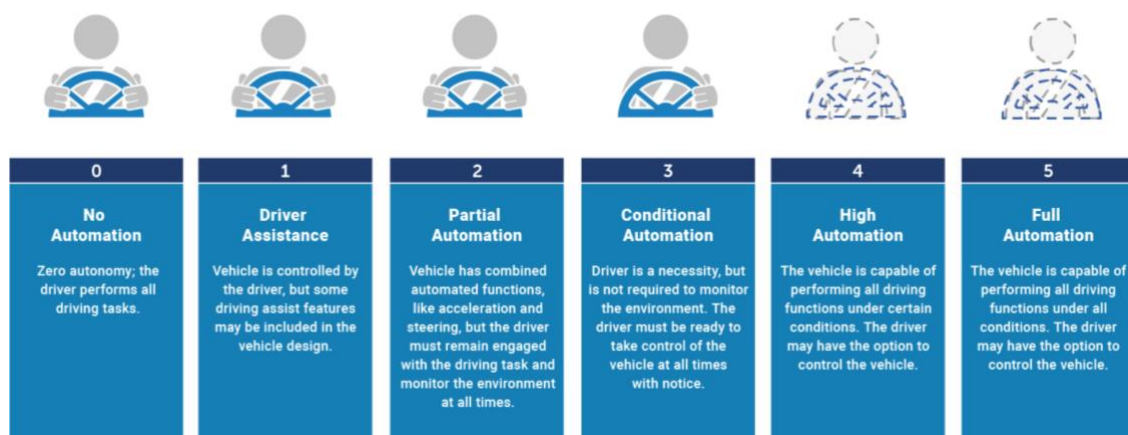 0
No
Automation
Zero autonomy; the
driver performs all
driving tasks.
1
Driver
Assistance
Vehicle is controlled by
the driver, but some
driving assist features
may be included in the
vehicle design.
2
Partial
Automation
Vehicle has combined
automated functions,
like acceleration and
steering, but the driver
must remain engaged
with the driving task and
monitor the environment
at all times.
3
Conditional
Automation
Driver is a necessity, but
is not required to monitor
the environment. The
driver must be ready to
take control of the
vehicle at all times
with notice.
4
High
Automation
The vehicle is capable of
performing all driving
functions under certain
conditions. The driver
may have the option to
control the vehicle.
5
Full
Automation
The vehicle is capable of
performing all driving
functions under all
conditions. The driver
may have the option to
control the vehicle.